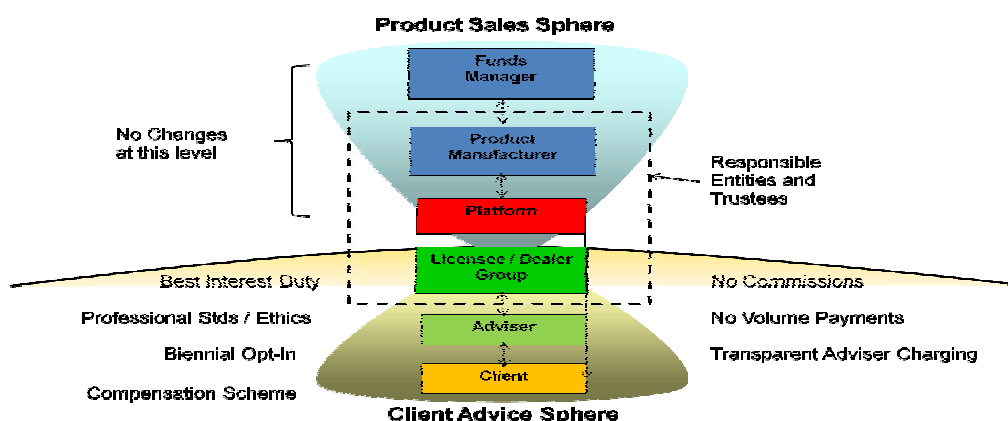 Product Sales Sphere
Funds
Manager
No Changes
at this level
Product
Manufacturer
Responsible
Entities and
Trustees
Platform
Licensee / Dealer
Group
Best Interest Duty
No Commissions
Professional Stds / Ethics
Adviser
No Volume Payments
Biennial Opt-In
Transparent Adviser Charging
Client
Compensation Scheme
Client Advice Sphere